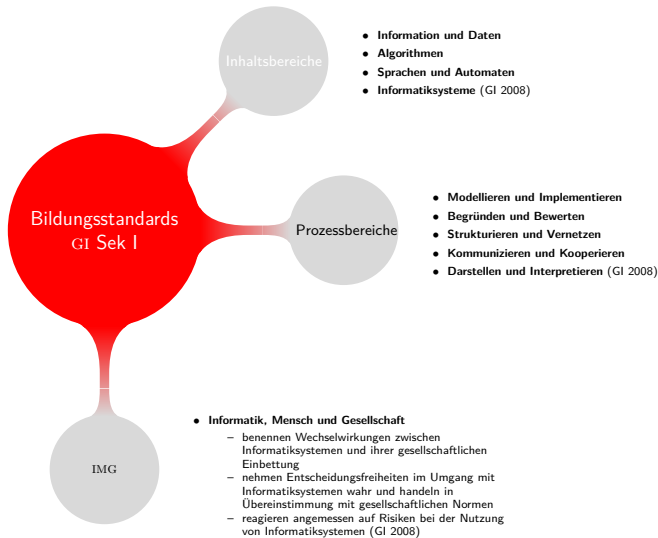 Inhaltsbereiche
• Information und Daten
• Algorithmen
• Sprachen und Automaten
• Informatiksysteme (GI 2008)
Bildungsstandards
GI Sek I
Prozessbereiche
• Modellieren und Implementieren
• Begründen und Bewerten
• Strukturieren und Vernetzen
• Kommunizieren und Kooperieren
• Darstellen und Interpretieren (GI 2008)
IMG
• Informatik, Mensch und Gesellschaft
– benennen Wechselwirkungen zwischen
Informatiksystemen und ihrer gesellschaftlichen
Einbettung
– nehmen Entscheidungsfreiheiten im Umgang mit
Informatiksystemen wahr und handeln in
Übereinstimmung mit gesellschaftlichen Normen
– reagieren angemessen auf Risiken bei der Nutzung
von Informatiksystemen (GI 2008)